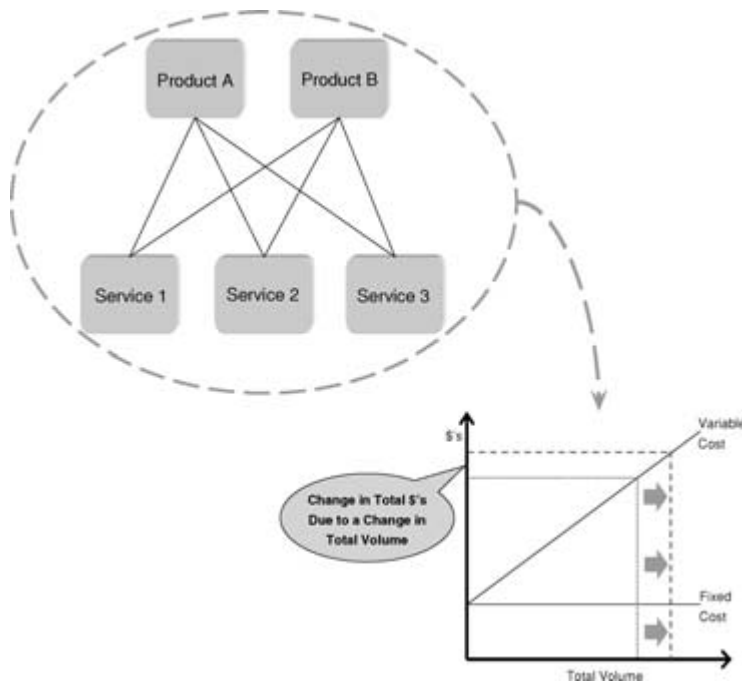 Product A
Product B
Service 1
Service 2
Service 3
$'s
Variable
Cost
Change in Total $'s
Due to a Change in
Total Volume
Fixed
Cost
Total Volume